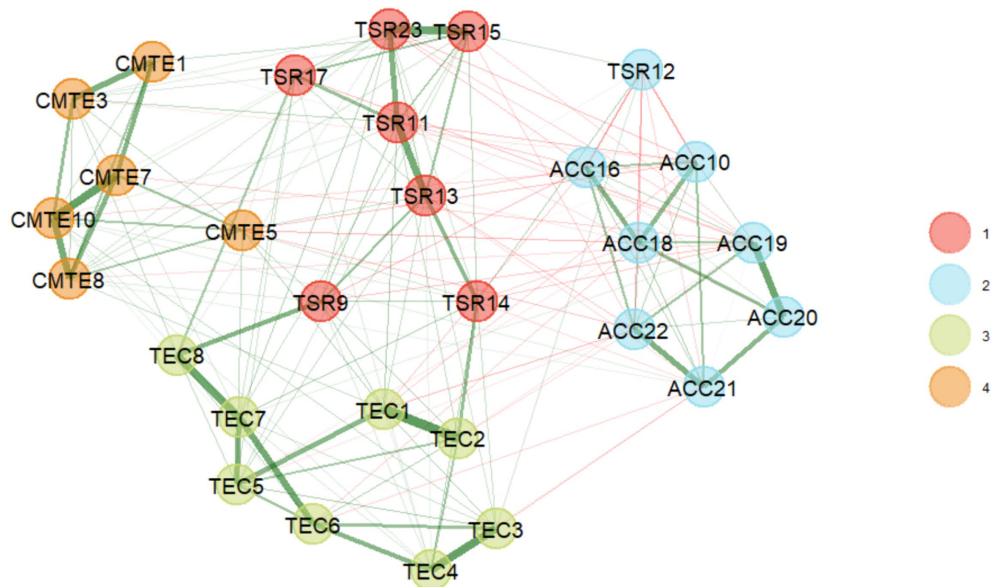 TSR23
TSR15
CMTE1
TSR17
TSR12
CMTE3
TSR11
ACC16
ACC10
CMTE7
TSR13
CMTE10
CMTE5
ACC18
ACC19
CMTE8
TSR9
TSR14
ACC22
ACC20
TEC8
ACC21
TEC7
TEC1
TEC2
TEC5
TEC6
TEC3
TEC4
1
2
3
4